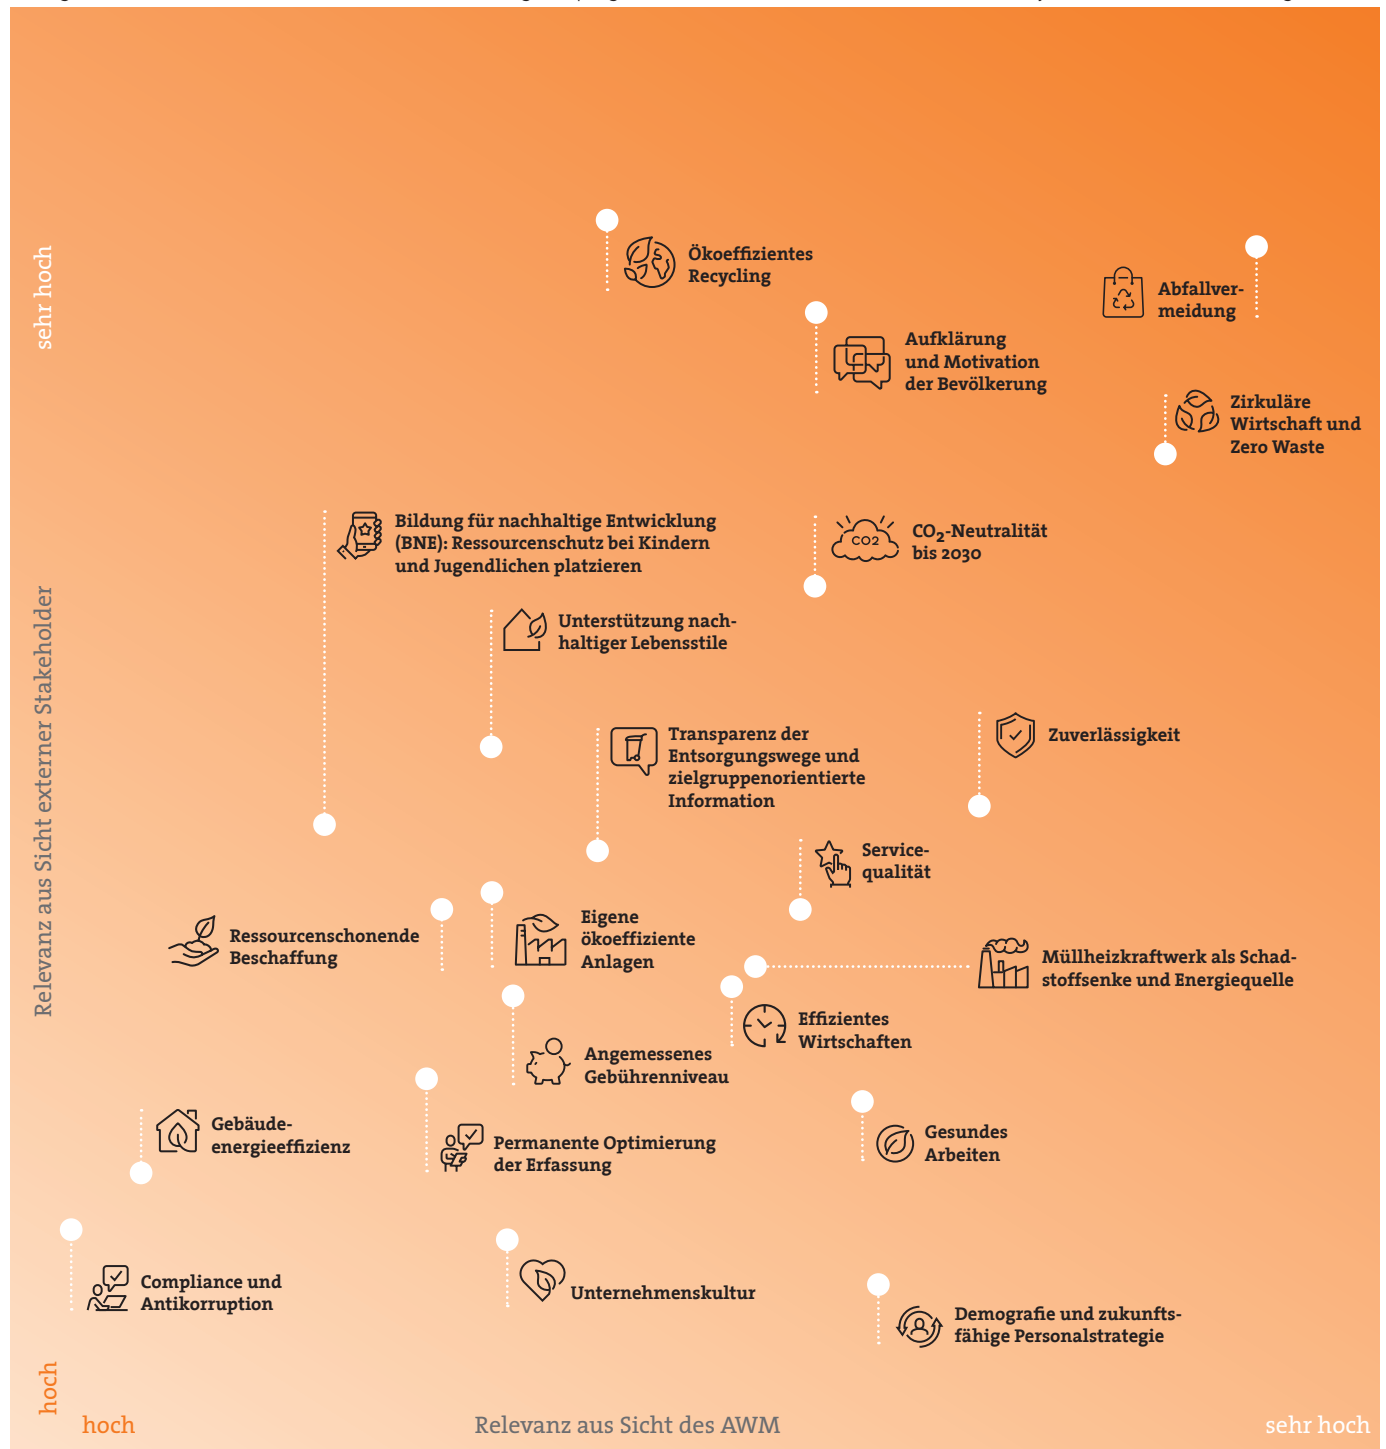 sehr hoch
Relevanz aus Sicht externer Stakeholder
hoch
Ökoeffizientes
Recycling
Abfallver-
meidung
Aufklärung
und Motivation
der Bevölkerung
Zirkuläre
Wirtschaft und
Zero Waste
Bildung für nachhaltige Entwicklung
(BNE): Ressourcenschutz bei Kindern
und Jugendlichen platzieren
CO2
CO₂-Neutralität
bis 2030
Unterstützung nach-
haltiger Lebensstile
Transparenz der
Entsorgungswege und
zielgruppenorientierte
Information
Zuverlässigkeit
Service-
qualität
Ressourcenschonende
Beschaffung
Eigene
ökoeffiziente
Anlagen
Müllheizkraftwerk als Schad-
stoffsenke und Energiequelle
Effizientes
Wirtschaften
Angemessenes
Gebührenniveau
Gebäude-
energieeffizienz
Permanente Optimierung
der Erfassung
Gesundes
Arbeiten
Compliance und
Antikorruption
Unternehmenskultur
Demografie und zukunfts-
fähige Personalstrategie
hoch
Relevanz aus Sicht des AWM
sehr hoch